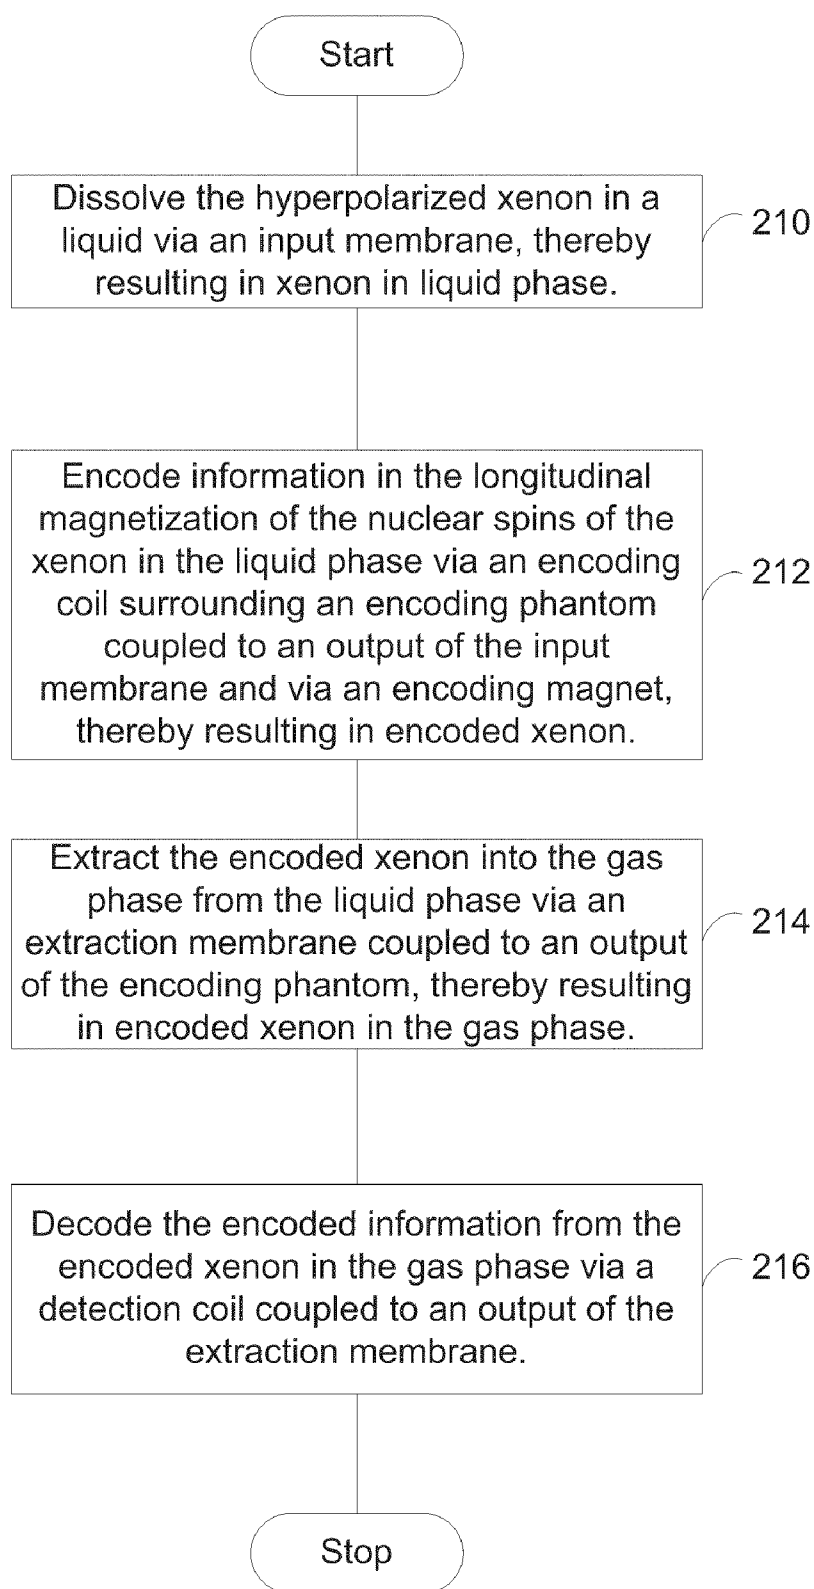 Start
Dissolve the hyperpolarized xenon in a
liquid via an input membrane, thereby
resulting in xenon in liquid phase.
210
Encode information in the longitudinal
magnetization of the nuclear spins of the
xenon in the liquid phase via an encoding
coil surrounding an encoding phantom
coupled to an output of the input
membrane and via an encoding magnet,
thereby resulting in encoded xenon.
212
Extract the encoded xenon into the gas
phase from the liquid phase via an
extraction membrane coupled to an output
of the encoding phantom, thereby resulting
in encoded xenon in the gas phase.
214
Decode the encoded information from the
encoded xenon in the gas phase via a
detection coil coupled to an output of the
extraction membrane.
216
Stop